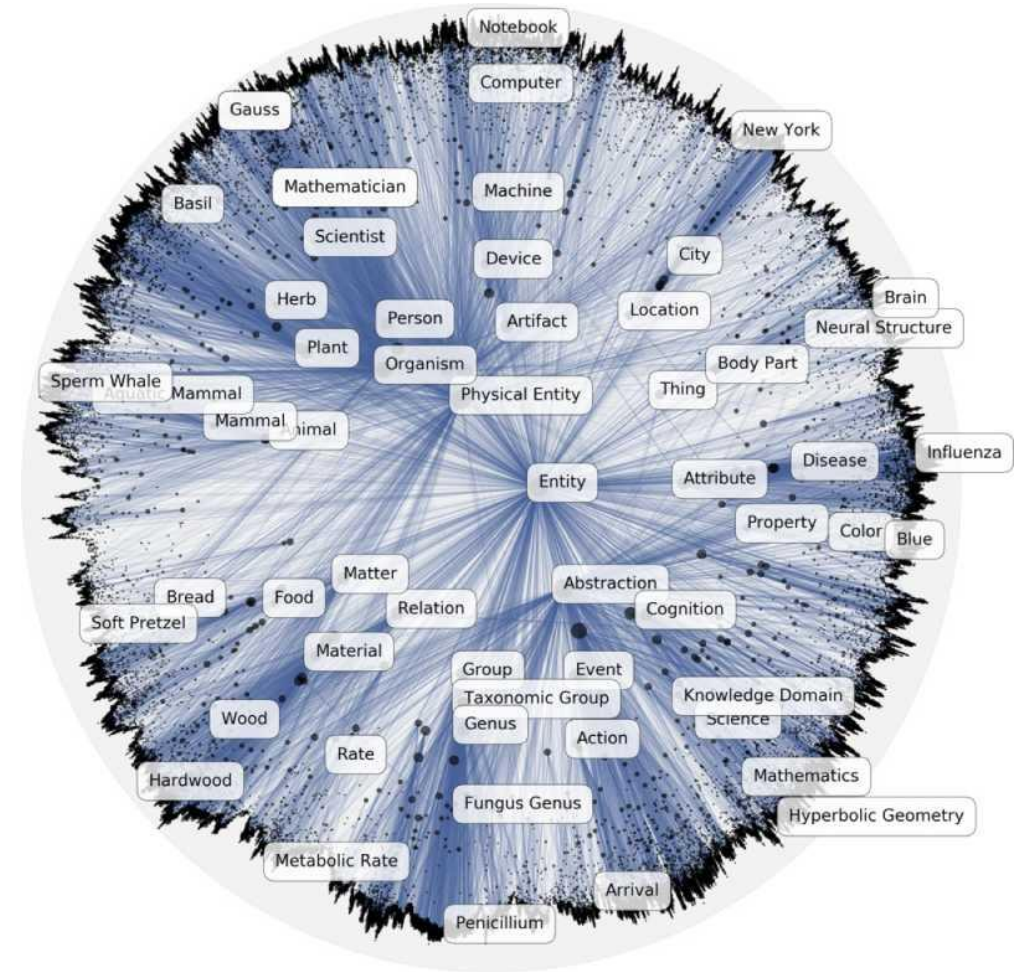 Notebook
Computer
Gauss
New York
Mathematician
Machine
Basil
Scientist
City
Device
Herb
Brain
Location
Person
Artifact
Neural Structure
Plant
Organism
Body Part
Sperm Whale
Thing
Physical Entity
Aquatic Mammal
Mammal
Animal
Influenza
Disease
Attribute
Entity
Property
Color
Blue
Matter
Abstraction
Bread
Food
Relation
Cognition
Soft Pretzel
Material
Group
Event
Taxonomic Group
Knowledge Domain
Wood
Genus
Science
Action
Rate
Hardwood
Mathematics
Fungus Genus
Hyperbolic Geometry
Metabolic Rate
Arrival
Penicillium